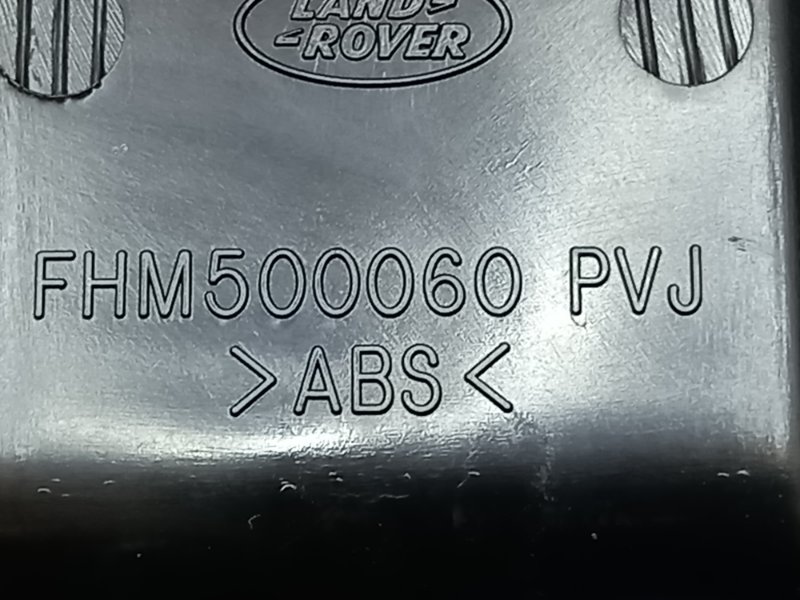 LAND
ROVER
FHM500060 PVJ
>ABS<